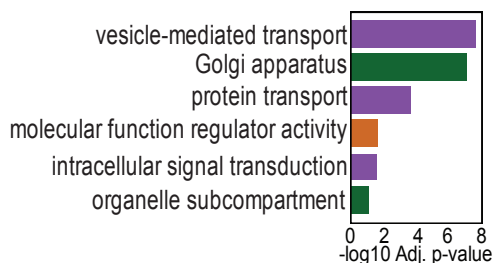 vesicle-mediated transport
Golgi apparatus
protein transport
molecular function regulator activity
intracellular signal transduction
organelle subcompartment
0 2 4 6 8
-log10 Adj. p-value